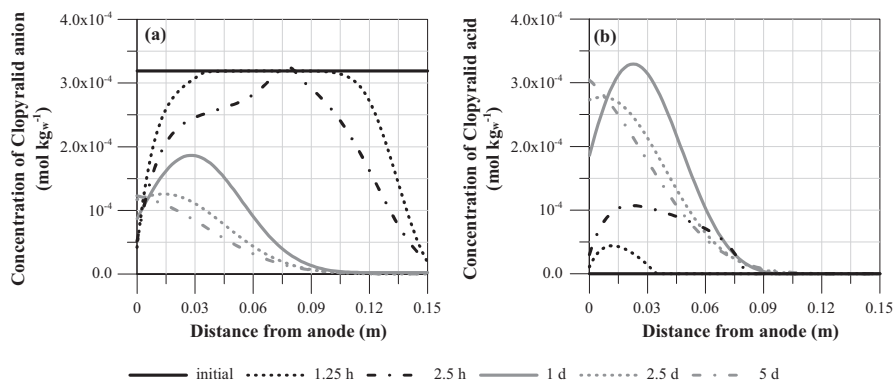 4.0x10⁻⁴
3.0x10⁻⁴
2.0x10⁻⁴
10⁻⁴
0.0
Concentration of Clopyralid anion
(mol kgw⁻¹)
(a)
0 0.03 0.06 0.09 0.12 0.15
Distance from anode (m)
4.0x10⁻⁴
3.0x10⁻⁴
2.0x10⁻⁴
10⁻⁴
0.0
Concentration of Clopyralid acid
(mol kgw⁻¹)
(b)
0 0.03 0.06 0.09 0.12 0.15
Distance from anode (m)
initial 1.25 h 2.5 h 1 d 2.5 d 5 d